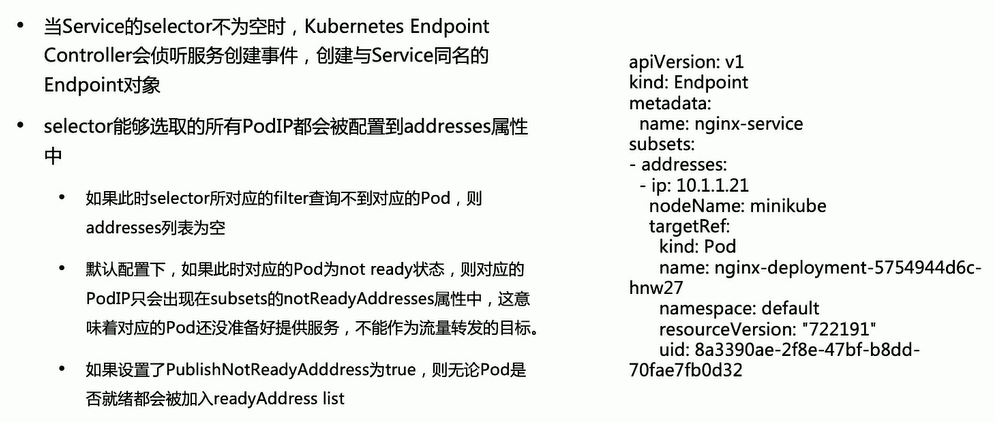 • 当Service的selector不为空时，Kubernetes Endpoint
Controller会侦听服务创建事件，创建与Service同名的
Endpoint对象
• selector能够选取的所有PodIP都会被配置到addresses属性
中
• 如果此时selector所对应的filter查询不到对应的Pod，则
addresses列表为空
• 默认配置下，如果此时对应的Pod为not ready状态，则对应的
PodIP只会出现在subsets的notReadyAddresses属性中，这意
味着对应的Pod还没准备好提供服务，不能作为流量转发的目标。
• 如果设置了PublishNotReadyAdddress为true，则无论Pod是
否就绪都会被加入readyAddress list
apiVersion: v1
kind: Endpoint
metadata:
  name: nginx-service
subsets:
- addresses:
  - ip: 10.1.1.21
    nodeName: minikube
    targetRef:
      kind: Pod
      name: nginx-deployment-5754944d6c-
hnw27
      namespace: default
      resourceVersion: "722191"
      uid: 8a3390ae-2f8e-47bf-b8dd-
70fae7fb0d32